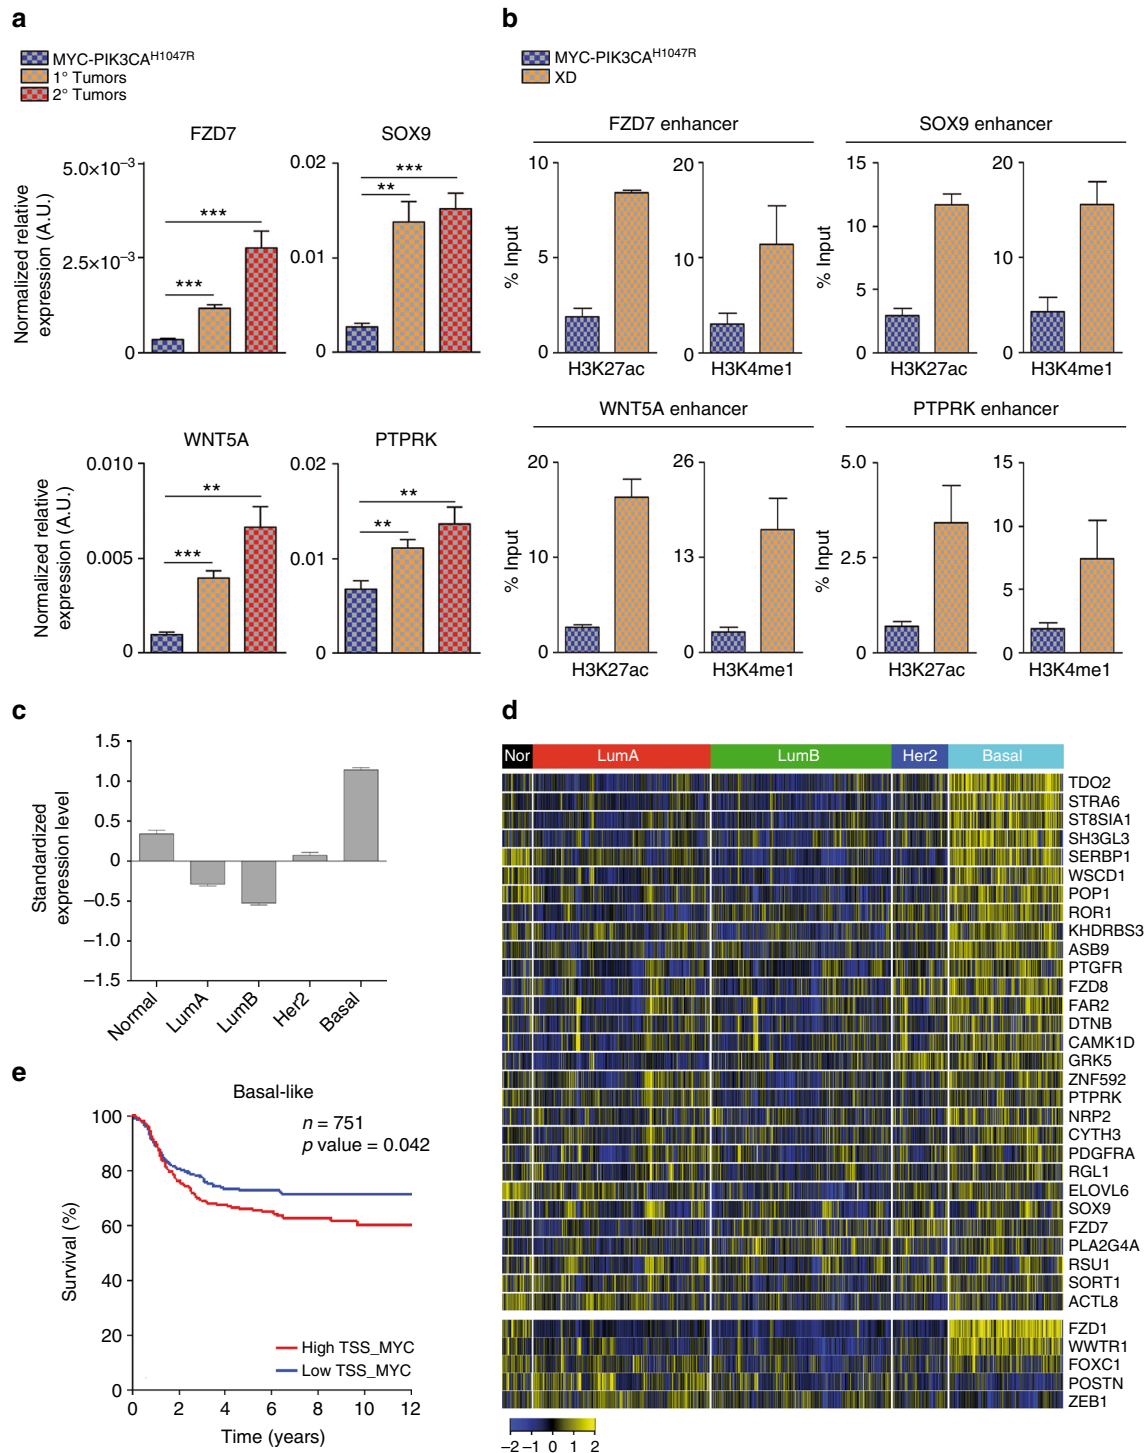 a
MYC-PIK3CAH1047R
1° Tumors
2° Tumors
FZD7
SOX9
Normalized relative
expression (A.U.)
5.0×10−3
2.5×10−3
0
0.02
0.01
0
***
***
***
**
WNT5A
PTPRK
Normalized relative
expression (A.U.)
0.010
0.005
0
0.02
0.01
0
**
***
**
**
b
MYC-PIK3CAH1047R
XD
FZD7 enhancer
SOX9 enhancer
% Input
10
5
0
H3K27ac
20
10
0
H3K4me1
% Input
15
10
5
0
H3K27ac
20
10
0
H3K4me1
WNT5A enhancer
PTPRK enhancer
% Input
20
10
0
H3K27ac
26
13
0
H3K4me1
% Input
5.0
2.5
0
H3K27ac
15
10
5
0
H3K4me1
c
Standardized
expression level
1.5
1.0
0.5
0
−0.5
−1.0
−1.5
Normal
LumA
LumB
Her2
Basal
d
Nor LumA LumB Her2 Basal
TDO2
STRA6
ST8SIA1
SH3GL3
SERBP1
WSCD1
POP1
ROR1
KHDRBS3
ASB9
PTGFR
FZD8
FAR2
DTNB
CAMK1D
GRK5
ZNF592
PTPRK
NRP2
CYTH3
PDGFRA
RGL1
ELOVL6
SOX9
FZD7
PLA2G4A
RSU1
SORT1
ACTL8
FZD1
WWTR1
FOXC1
POSTN
ZEB1
−2 −1 0 1 2
e
Basal-like
n = 751
p value = 0.042
Survival (%)
100
80
60
40
20
0
High TSS_MYC
Low TSS_MYC
0 2 4 6 8 10 12
Time (years)